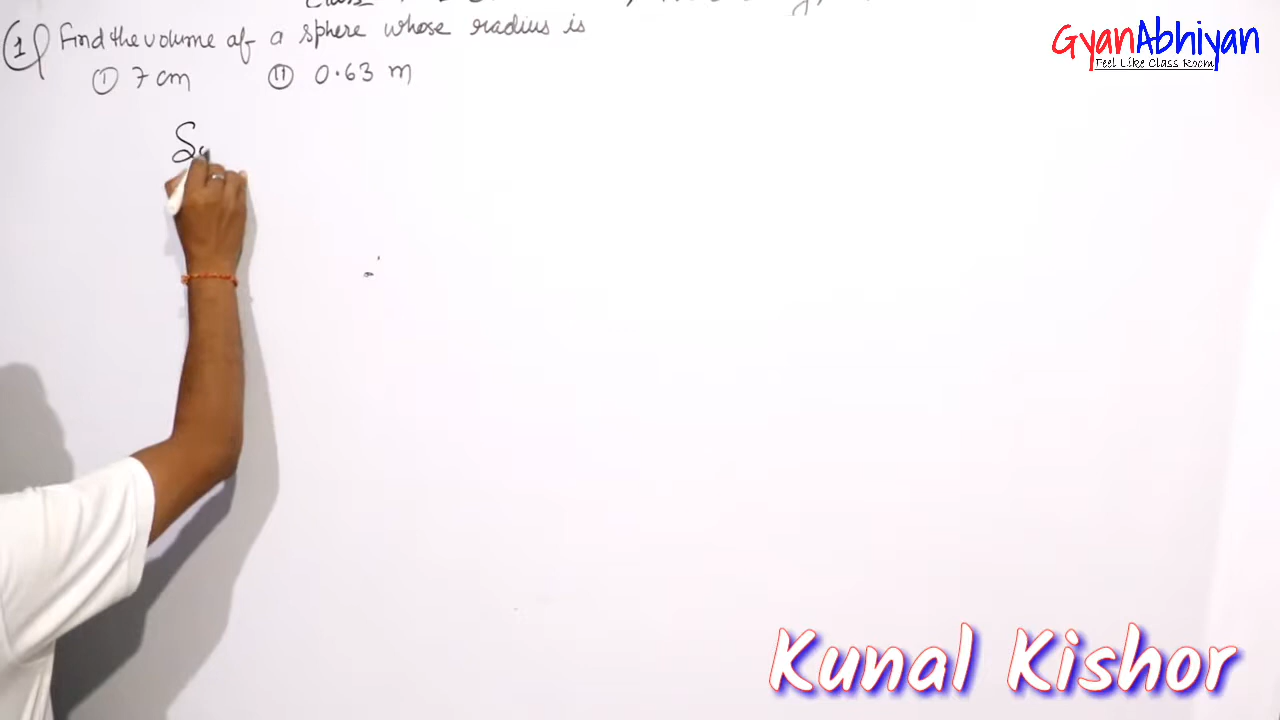 ① Find the volume of a sphere whose radius is
Ⓘ 7 cm Ⓘⓘ 0.63 m
GyanAbhiyan
Feel Like Class Room
Kunal Kishor